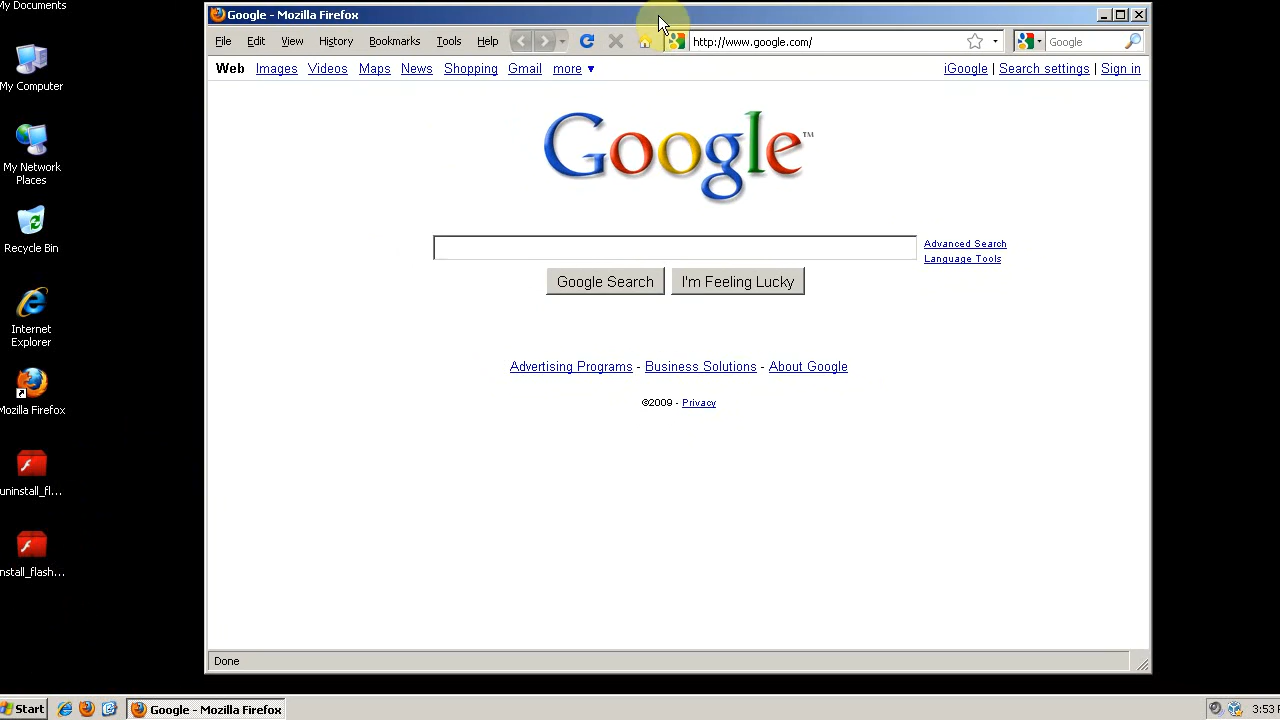 My Documents
My Computer
My Network
Places
Recycle Bin
Internet
Explorer
Mozilla Firefox
uninstall_fl...
nstall_flash...
Google - Mozilla Firefox
File Edit View History Bookmarks Tools Help
http://www.google.com/
Google
Web Images Videos Maps News Shopping Gmail more ▼
iGoogle | Search settings | Sign in
Google™
Advanced Search
Language Tools
Google Search
I'm Feeling Lucky
Advertising Programs - Business Solutions - About Google
©2009 - Privacy
Done
Start
Google - Mozilla Firefox
3:53 P